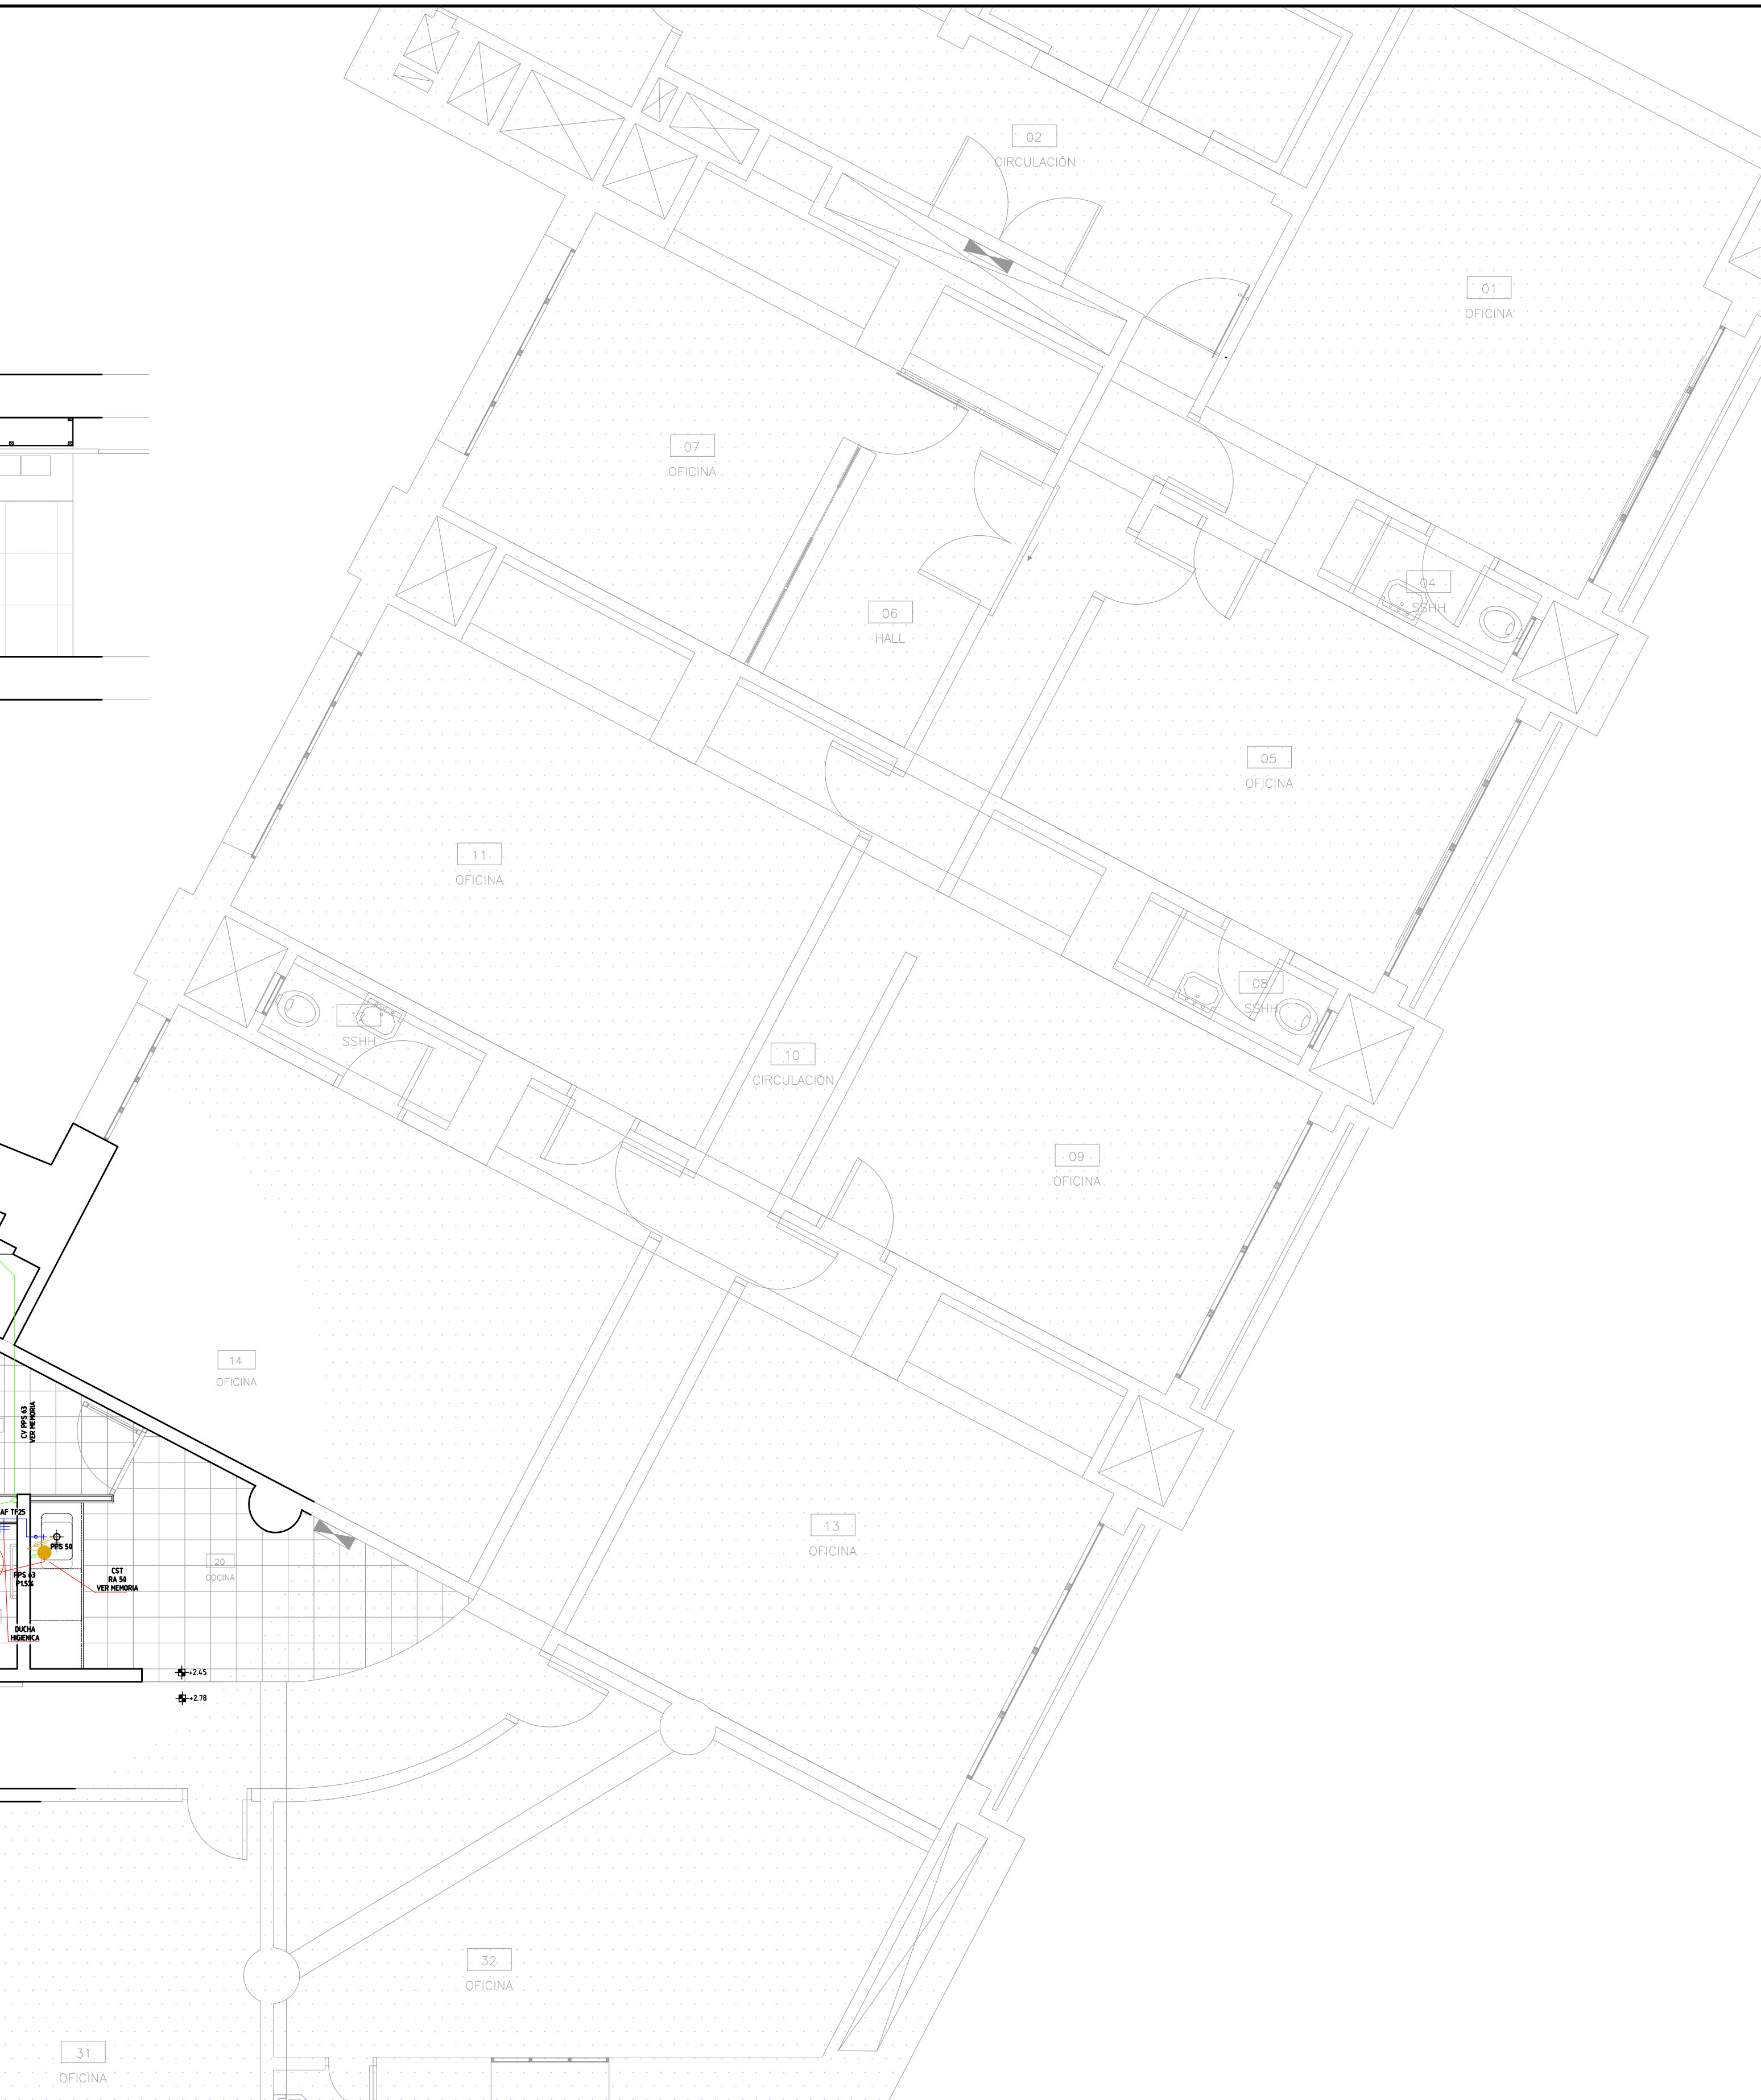 02
CIRCULACIÓN
01
OFICINA
07
OFICINA
04
SSHH
06
HALL
05
OFICINA
11
OFICINA
08
SSHH
12
SSHH
10
CIRCULACIÓN
09
OFICINA
14
OFICINA
CV PPS 63
VER MEMORIA
AF TF25
PPS 50
13
OFICINA
20
COCINA
PPS 63
P1.5%
CST
RA 50
VER MEMORIA
DUCHA
HIGIENICA
+2.45
+2.78
32
OFICINA
31
OFICINA